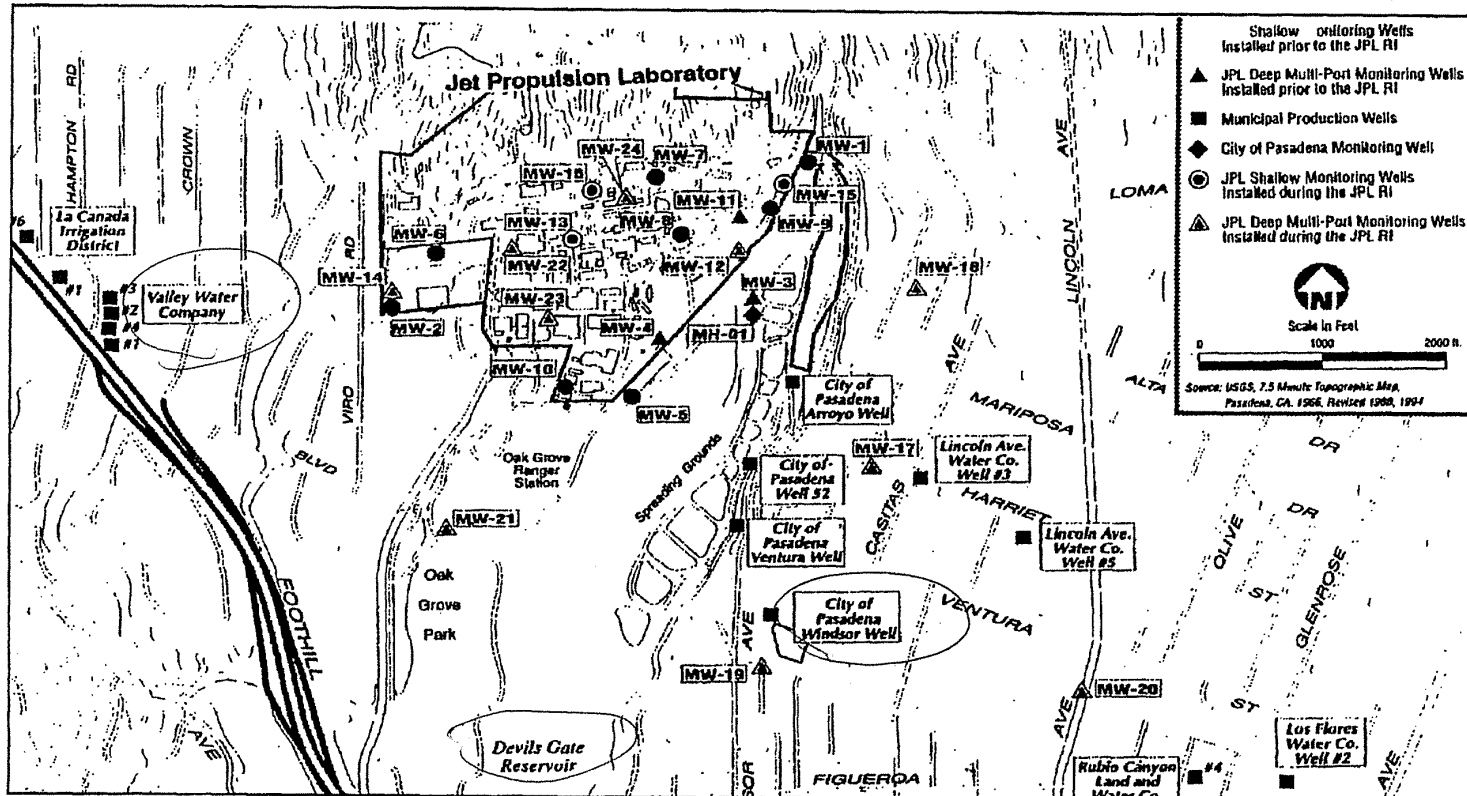 Jet Propulsion Laboratory
HAMPTON RD
CROWN
VIRO RD
BLVD
FOOTHILL
AVE
#6
La Canada
Irrigation
District
#1
#3
#2
#4
#1
Valley Water
Company
MW-24
MW-7
MW-1
MW-16
MW-11
MW-15
MW-13
MW-8
MW-9
MW-6
MW-22
MW-12
MW-14
MW-3
MW-18
MW-23
MW-2
MW-4
MH-01
MW-10
MW-5
City of
Pasadena
Arroyo Well
Oak Grove
Ranger
Station
Spreading Grounds
City of
Pasadena
Well 52
MW-17
Lincoln Ave.
Water Co.
Well #3
MW-21
City of
Pasadena
Ventura Well
Lincoln Ave.
Water Co.
Well #5
Oak
Grove
Park
City of
Pasadena
Windsor Well
MW-19
MW-20
Devils Gate
Reservoir
AVE
SOR
FIGUEROA
CASITAS
AVE
MARIPOSA
HARRIET
VENTURA
LINCOLN AVE
AVE
LOMA
ALTA
DR
DR
OLIVE
ST
GLENROSE
ST
AVE
Rubio Canyon
Land and
Water Co.
#4
Los Flores
Water Co.
Well #2
Shallow onitoring Wells
Installed prior to the JPL RI
JPL Deep Multi-Port Monitoring Wells
Installed prior to the JPL RI
Municipal Production Wells
City of Pasadena Monitoring Well
JPL Shallow Monitoring Wells
Installed during the JPL RI
JPL Deep Multi-Port Monitoring Wells
Installed during the JPL RI
N
Scale In Feet
0 1000 2000 ft.
Source: USGS, 7.5 Minute Topographic Map,
Pasadena, CA. 1966, Revised 1988, 1994